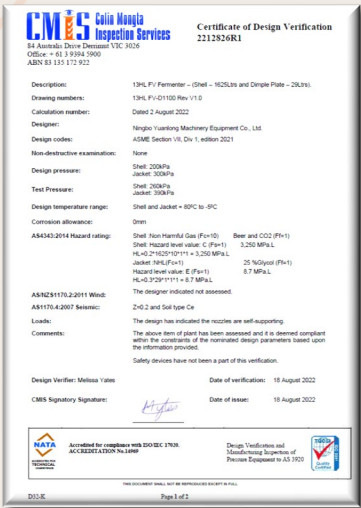 CMIS Colin Mongta
Inspection Services
84 Australis Drive Derrimut VIC 3026
Office: + 61 3 9394 5900
ABN 83 135 172 922
Certificate of Design Verification
2212826R1
Description: 13HL FV Fermenter – (Shell – 1625Ltrs and Dimple Plate – 29Ltrs).
Drawing numbers: 13HL FV-D1100 Rev V1.0
Calculation number: Dated 2 August 2022
Designer: Ningbo Yuanlong Machinery Equipment Co., Ltd.
Design codes: ASME Section VII, Div 1, edition 2021
Non-destructive examination: None
Design pressure: Shell: 200kPa
Jacket: 300kPa
Test Pressure: Shell: 260kPa
Jacket: 390kPa
Design temperature range: Shell and Jacket = 80ºC to -5ºC
Corrosion allowance: 0mm
AS4343:2014 Hazard rating: Shell :Non Harmful Gas (Fc=10) Beer and CO2 (Ff=1)
Shell: Hazard level value: C (Fs=1) 3,250 MPa.L
HL=0.2*1625*10*1*1 = 3,250 MPa.L
Jacket :NHL(Fc=1) 25 %Glycol (Ff=1)
Hazard level value: E (Fs=1) 8.7 MPa.L
HL=0.3*29*1*1*1 = 8.7 MPa.L
AS/NZS1170.2:2011 Wind: The designer indicated not assessed.
AS1170.4:2007 Seismic: Z=0.2 and Soil type Ce
Loads: The design has indicated the nozzles are self-supporting.
Comments: The above item of plant has been assessed and it is deemed compliant
within the constraints of the nominated design parameters based upon
the information provided.
Safety devices have not been a part of this verification.
Design Verifier: Melissa Yates Date of verification: 18 August 2022
CMIS Signatory Signature: Date of issue: 18 August 2022
NATA
ACCREDITED FOR
TECHNICAL
COMPETENCE
Accredited for compliance with ISO/IEC 17020.
ACCREDITATION No.14909
Design Verification and
Manufacturing Inspection of
Pressure Equipment to AS 3920
Quality
Certified
THIS DOCUMENT SHALL NOT BE REPRODUCED EXCEPT IN FULL
D02-K Page 1 of 2